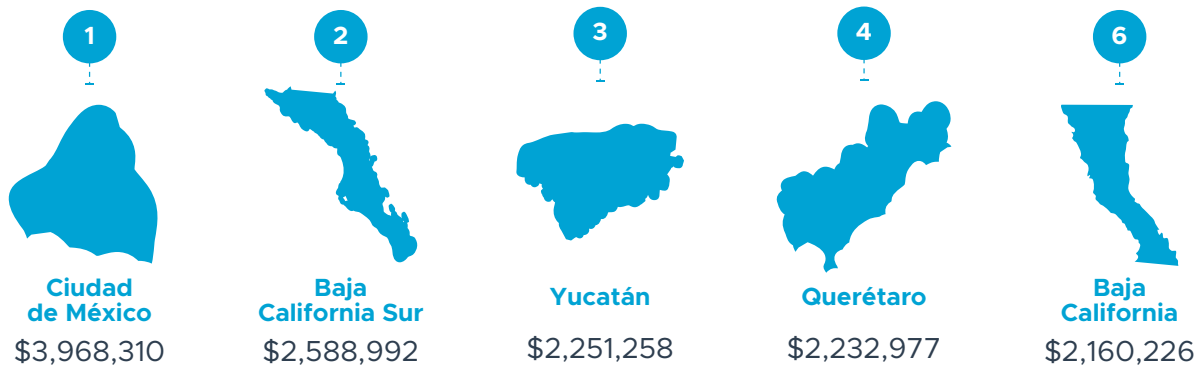 1
Ciudad
de México
$3,968,310
2
Baja
California Sur
$2,588,992
3
Yucatán
$2,251,258
4
Querétaro
$2,232,977
6
Baja
California
$2,160,226